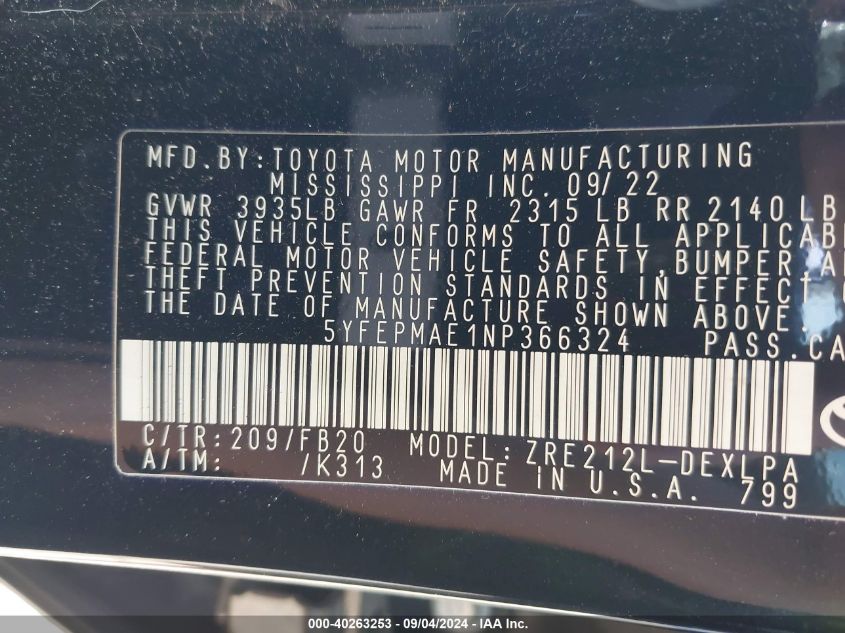 MFD.BY:TOYOTA MOTOR MANUFACTURING
MISSISSIPPI INC. 09/22
GVWR 3935LB GAWR FR 2315 LB RR 2140 LB
THIS VEHICLE CONFORMS TO ALL APPLICABL
FEDERAL MOTOR VEHICLE SAFETY,BUMPER,A
THEFT PREVENTION STANDARDS IN EFFECT
THE DATE OF MANUFACTURE SHOWN ABOVE.
5YFEPMAE1NP366324 PASS.CA
C/TR:209/FB20 MODEL:ZRE212L-DEXLPA
A/TM: /K313 MADE IN U.S.A. 799
000-40263253 - 09/04/2024 - IAA Inc.